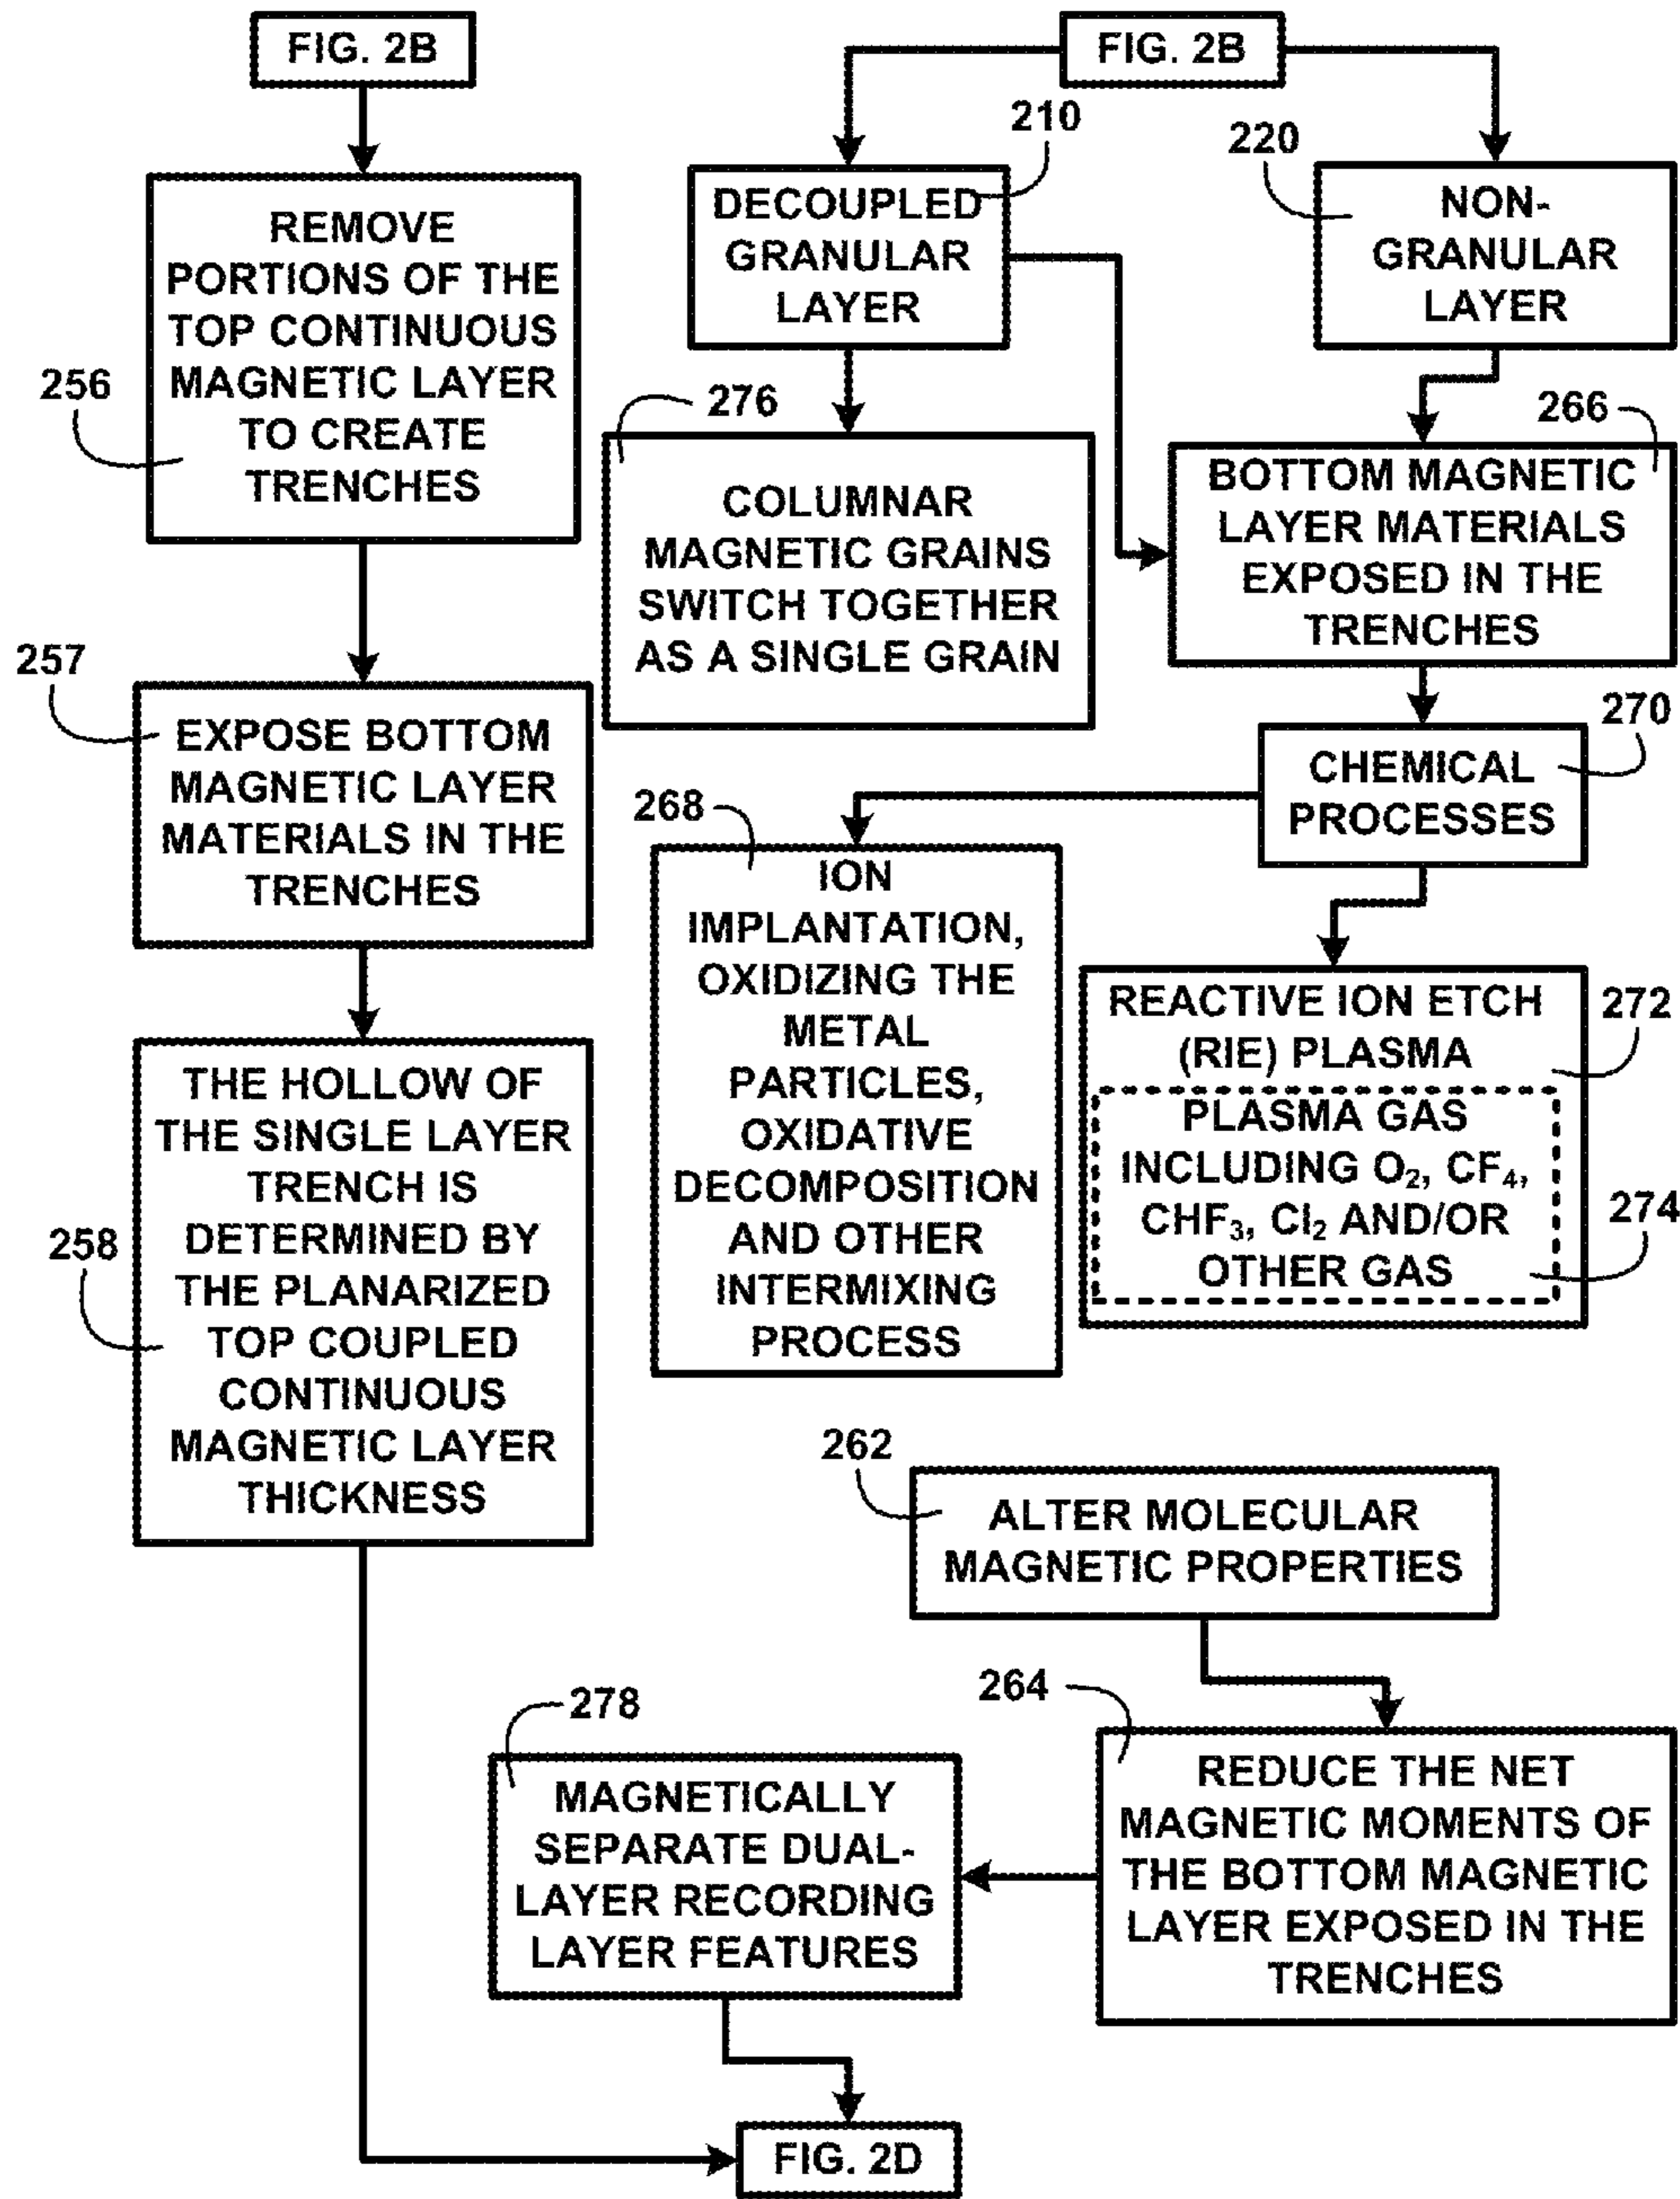 FIG. 2B
256
REMOVE
PORTIONS OF THE
TOP CONTINUOUS
MAGNETIC LAYER
TO CREATE
TRENCHES
257
EXPOSE BOTTOM
MAGNETIC LAYER
MATERIALS IN THE
TRENCHES
258
THE HOLLOW OF
THE SINGLE LAYER
TRENCH IS
DETERMINED BY
THE PLANARIZED
TOP COUPLED
CONTINUOUS
MAGNETIC LAYER
THICKNESS
FIG. 2B
210
DECOUPLED
GRANULAR
LAYER
220
NON-
GRANULAR
LAYER
276
COLUMNAR
MAGNETIC GRAINS
SWITCH TOGETHER
AS A SINGLE GRAIN
266
BOTTOM MAGNETIC
LAYER MATERIALS
EXPOSED IN THE
TRENCHES
270
CHEMICAL
PROCESSES
268
ION
IMPLANTATION,
OXIDIZING THE
METAL
PARTICLES,
OXIDATIVE
DECOMPOSITION
AND OTHER
INTERMIXING
PROCESS
272
REACTIVE ION ETCH
(RIE) PLASMA
274
PLASMA GAS
INCLUDING O₂, CF₄,
CHF₃, Cl₂ AND/OR
OTHER GAS
262
ALTER MOLECULAR
MAGNETIC PROPERTIES
264
REDUCE THE NET
MAGNETIC MOMENTS OF
THE BOTTOM MAGNETIC
LAYER EXPOSED IN THE
TRENCHES
278
MAGNETICALLY
SEPARATE DUAL-
LAYER RECORDING
LAYER FEATURES
FIG. 2D